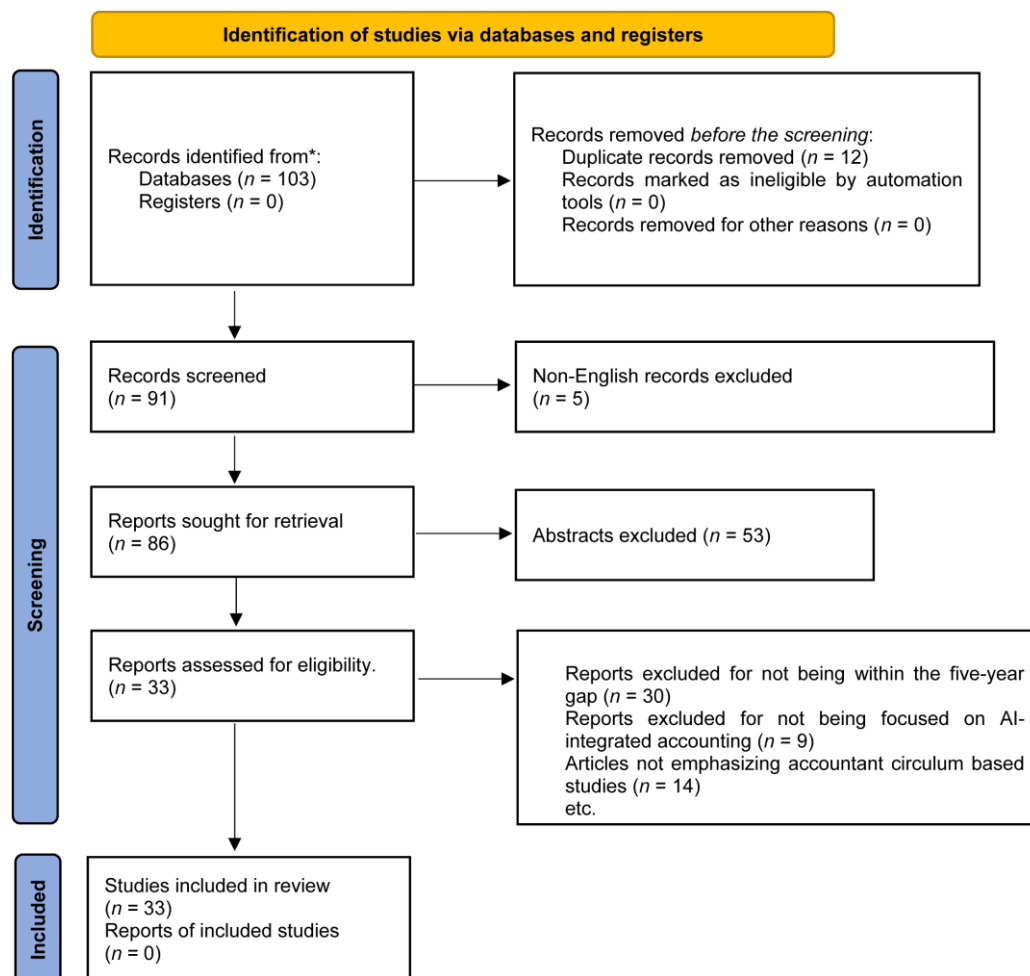 Identification of studies via databases and registers
Identification
Records identified from*:
Databases (n = 103)
Registers (n = 0)
Records removed before the screening:
Duplicate records removed (n = 12)
Records marked as ineligible by automation
tools (n = 0)
Records removed for other reasons (n = 0)
Screening
Records screened
(n = 91)
Non-English records excluded
(n = 5)
Reports sought for retrieval
(n = 86)
Abstracts excluded (n = 53)
Reports assessed for eligibility.
(n = 33)
Reports excluded for not being within the five-year
gap (n = 30)
Reports excluded for not being focused on AI-
integrated accounting (n = 9)
Articles not emphasizing accountant circulum based
studies (n = 14)
etc.
Included
Studies included in review
(n = 33)
Reports of included studies
(n = 0)